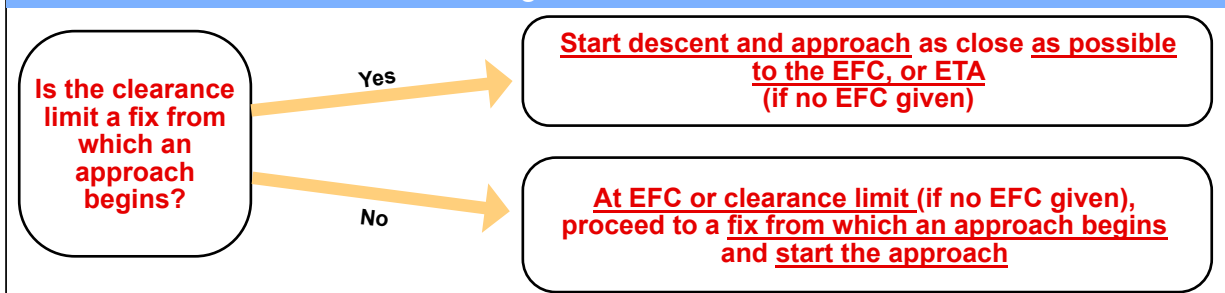 Is the clearance
limit a fix from
which an
approach
begins?
Yes
Start descent and approach as close as possible
to the EFC, or ETA
(if no EFC given)
No
At EFC or clearance limit (if no EFC given),
proceed to a fix from which an approach begins
and start the approach